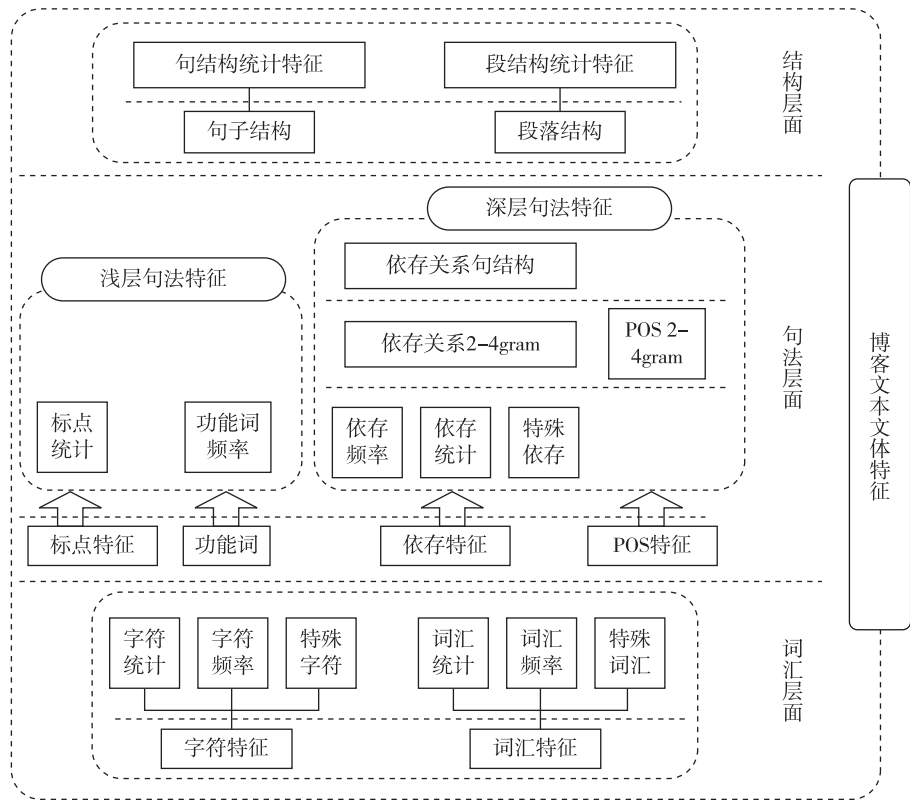 句结构统计特征
段结构统计特征
句子结构
段落结构
结构层面
深层句法特征
依存关系句结构
浅层句法特征
依存关系2-4gram
POS 2-
4gram
句法层面
标点
统计
功能词
频率
依存
频率
依存
统计
特殊
依存
标点特征
功能词
依存特征
POS特征
博客文本文体特征
字符
统计
字符
频率
特殊
字符
词汇
统计
词汇
频率
特殊
词汇
词汇层面
字符特征
词汇特征